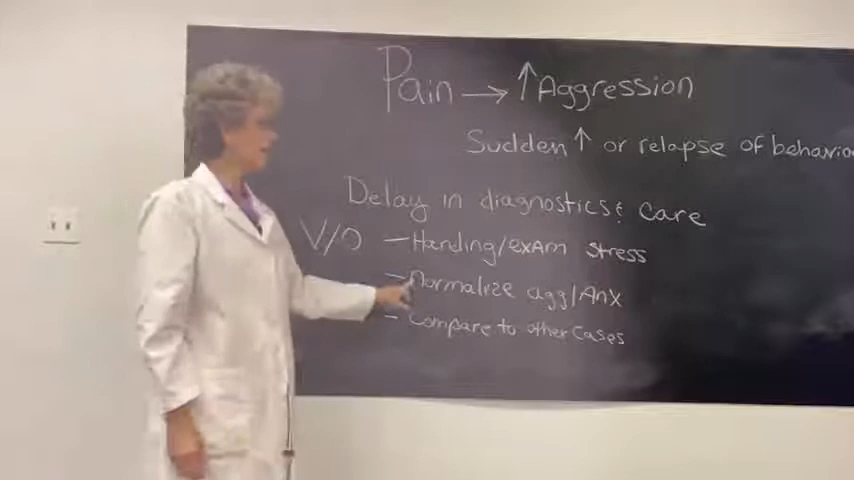 Pain → ↑ Aggression
Sudden ↑ or relapse of behavio
Delay in diagnostics & care
V/O - Handing/exAm stress
- Normalize agg/Anx
- Compare to other Cases